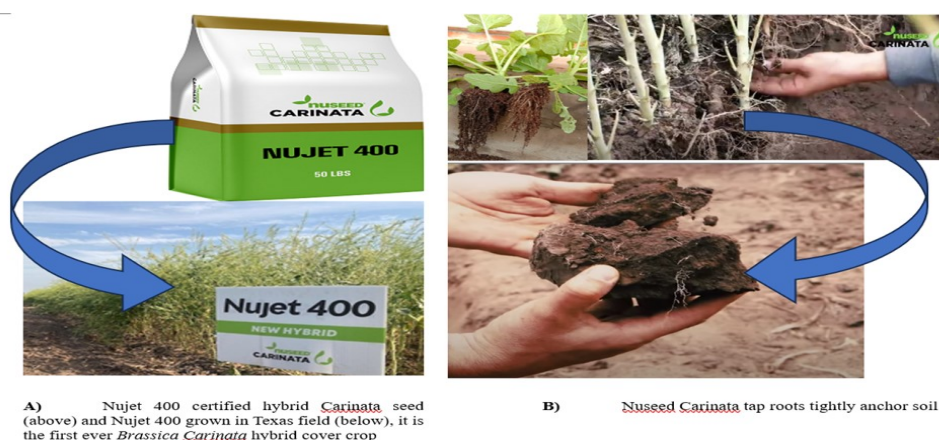 nuseed
CARINATA
NUJET 400
50 LBS
Nujet 400
NEW HYBRID
nuseed
CARINATA
nuseed
CARINATA
A) Nujet 400 certified hybrid Carinata seed
(above) and Nujet 400 grown in Texas field (below), it is
the first ever Brassica Carinata hybrid cover crop
B) Nuseed Carinata tap roots tightly anchor soil